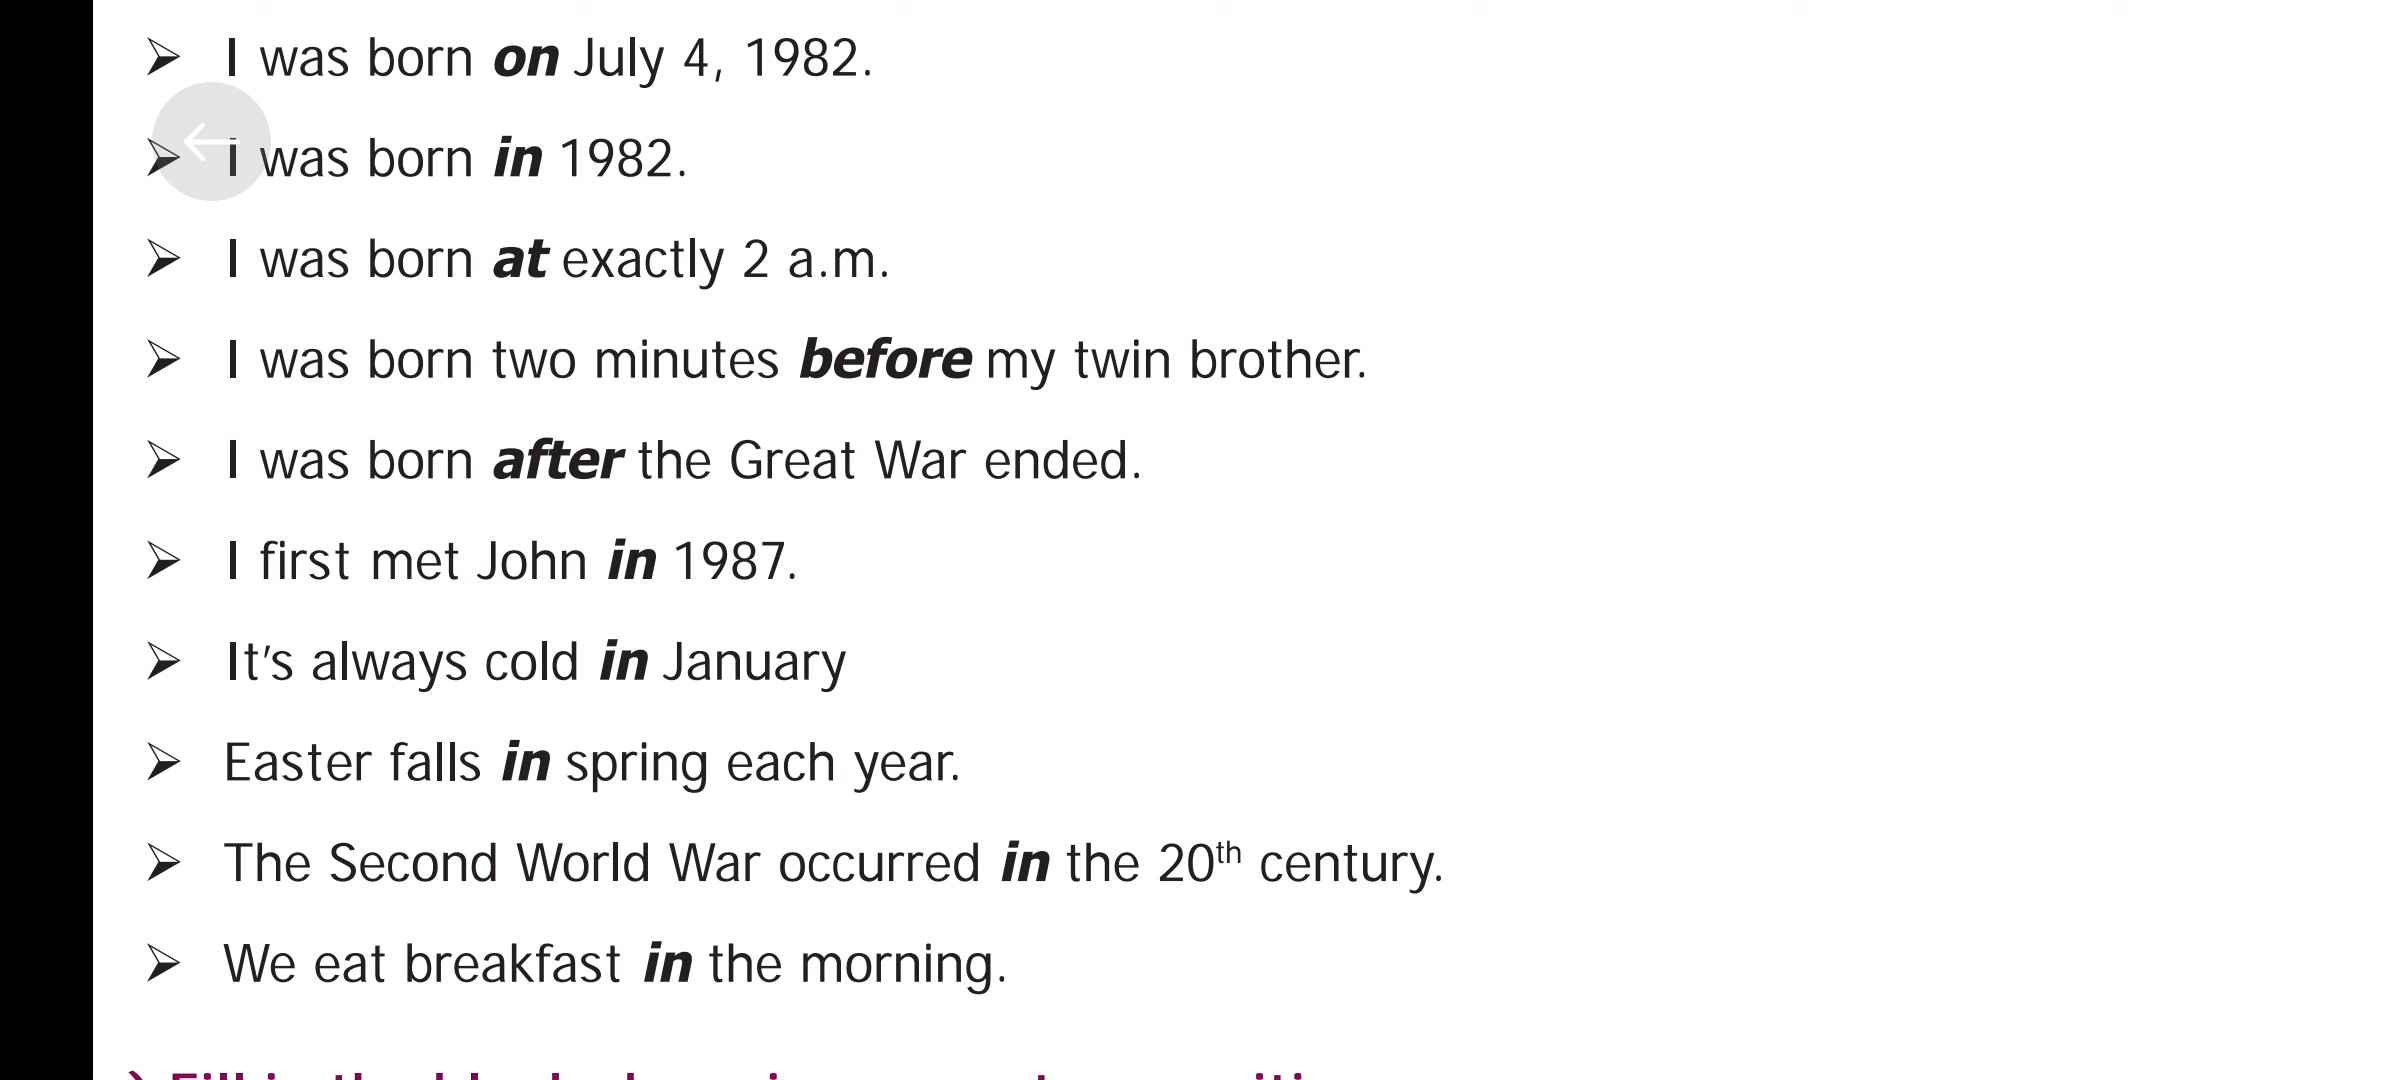 ➢ I was born on July 4, 1982.
➢ I was born in 1982.
➢ I was born at exactly 2 a.m.
➢ I was born two minutes before my twin brother.
➢ I was born after the Great War ended.
➢ I first met John in 1987.
➢ It's always cold in January
➢ Easter falls in spring each year.
➢ The Second World War occurred in the 20th century.
➢ We eat breakfast in the morning.